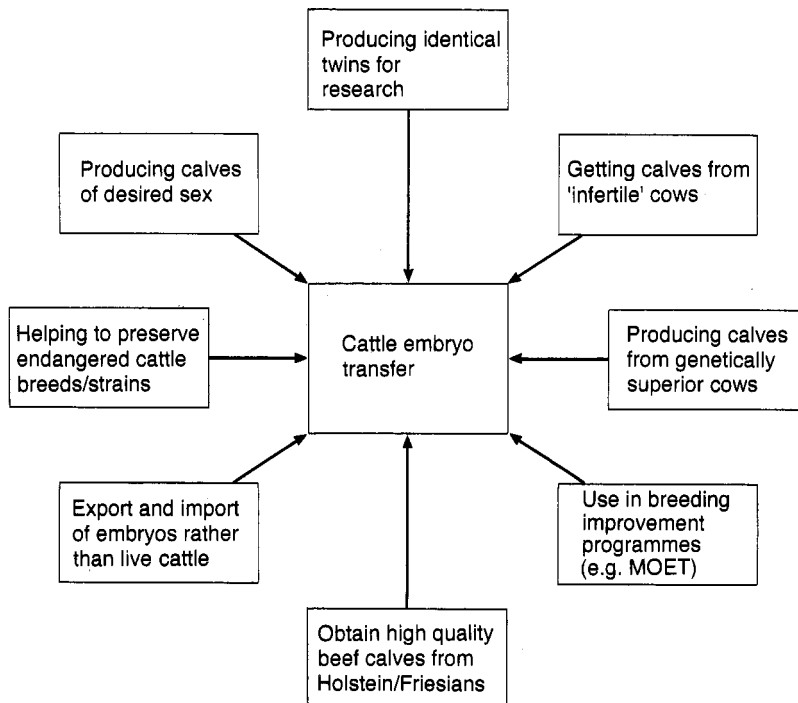 Producing identical
twins for
research
Producing calves
of desired sex
Getting calves from
'infertile' cows
Helping to preserve
endangered cattle
breeds/strains
Cattle embryo
transfer
Producing calves
from genetically
superior cows
Export and import
of embryos rather
than live cattle
Use in breeding
improvement
programmes
(e.g. MOET)
Obtain high quality
beef calves from
Holstein/Friesians